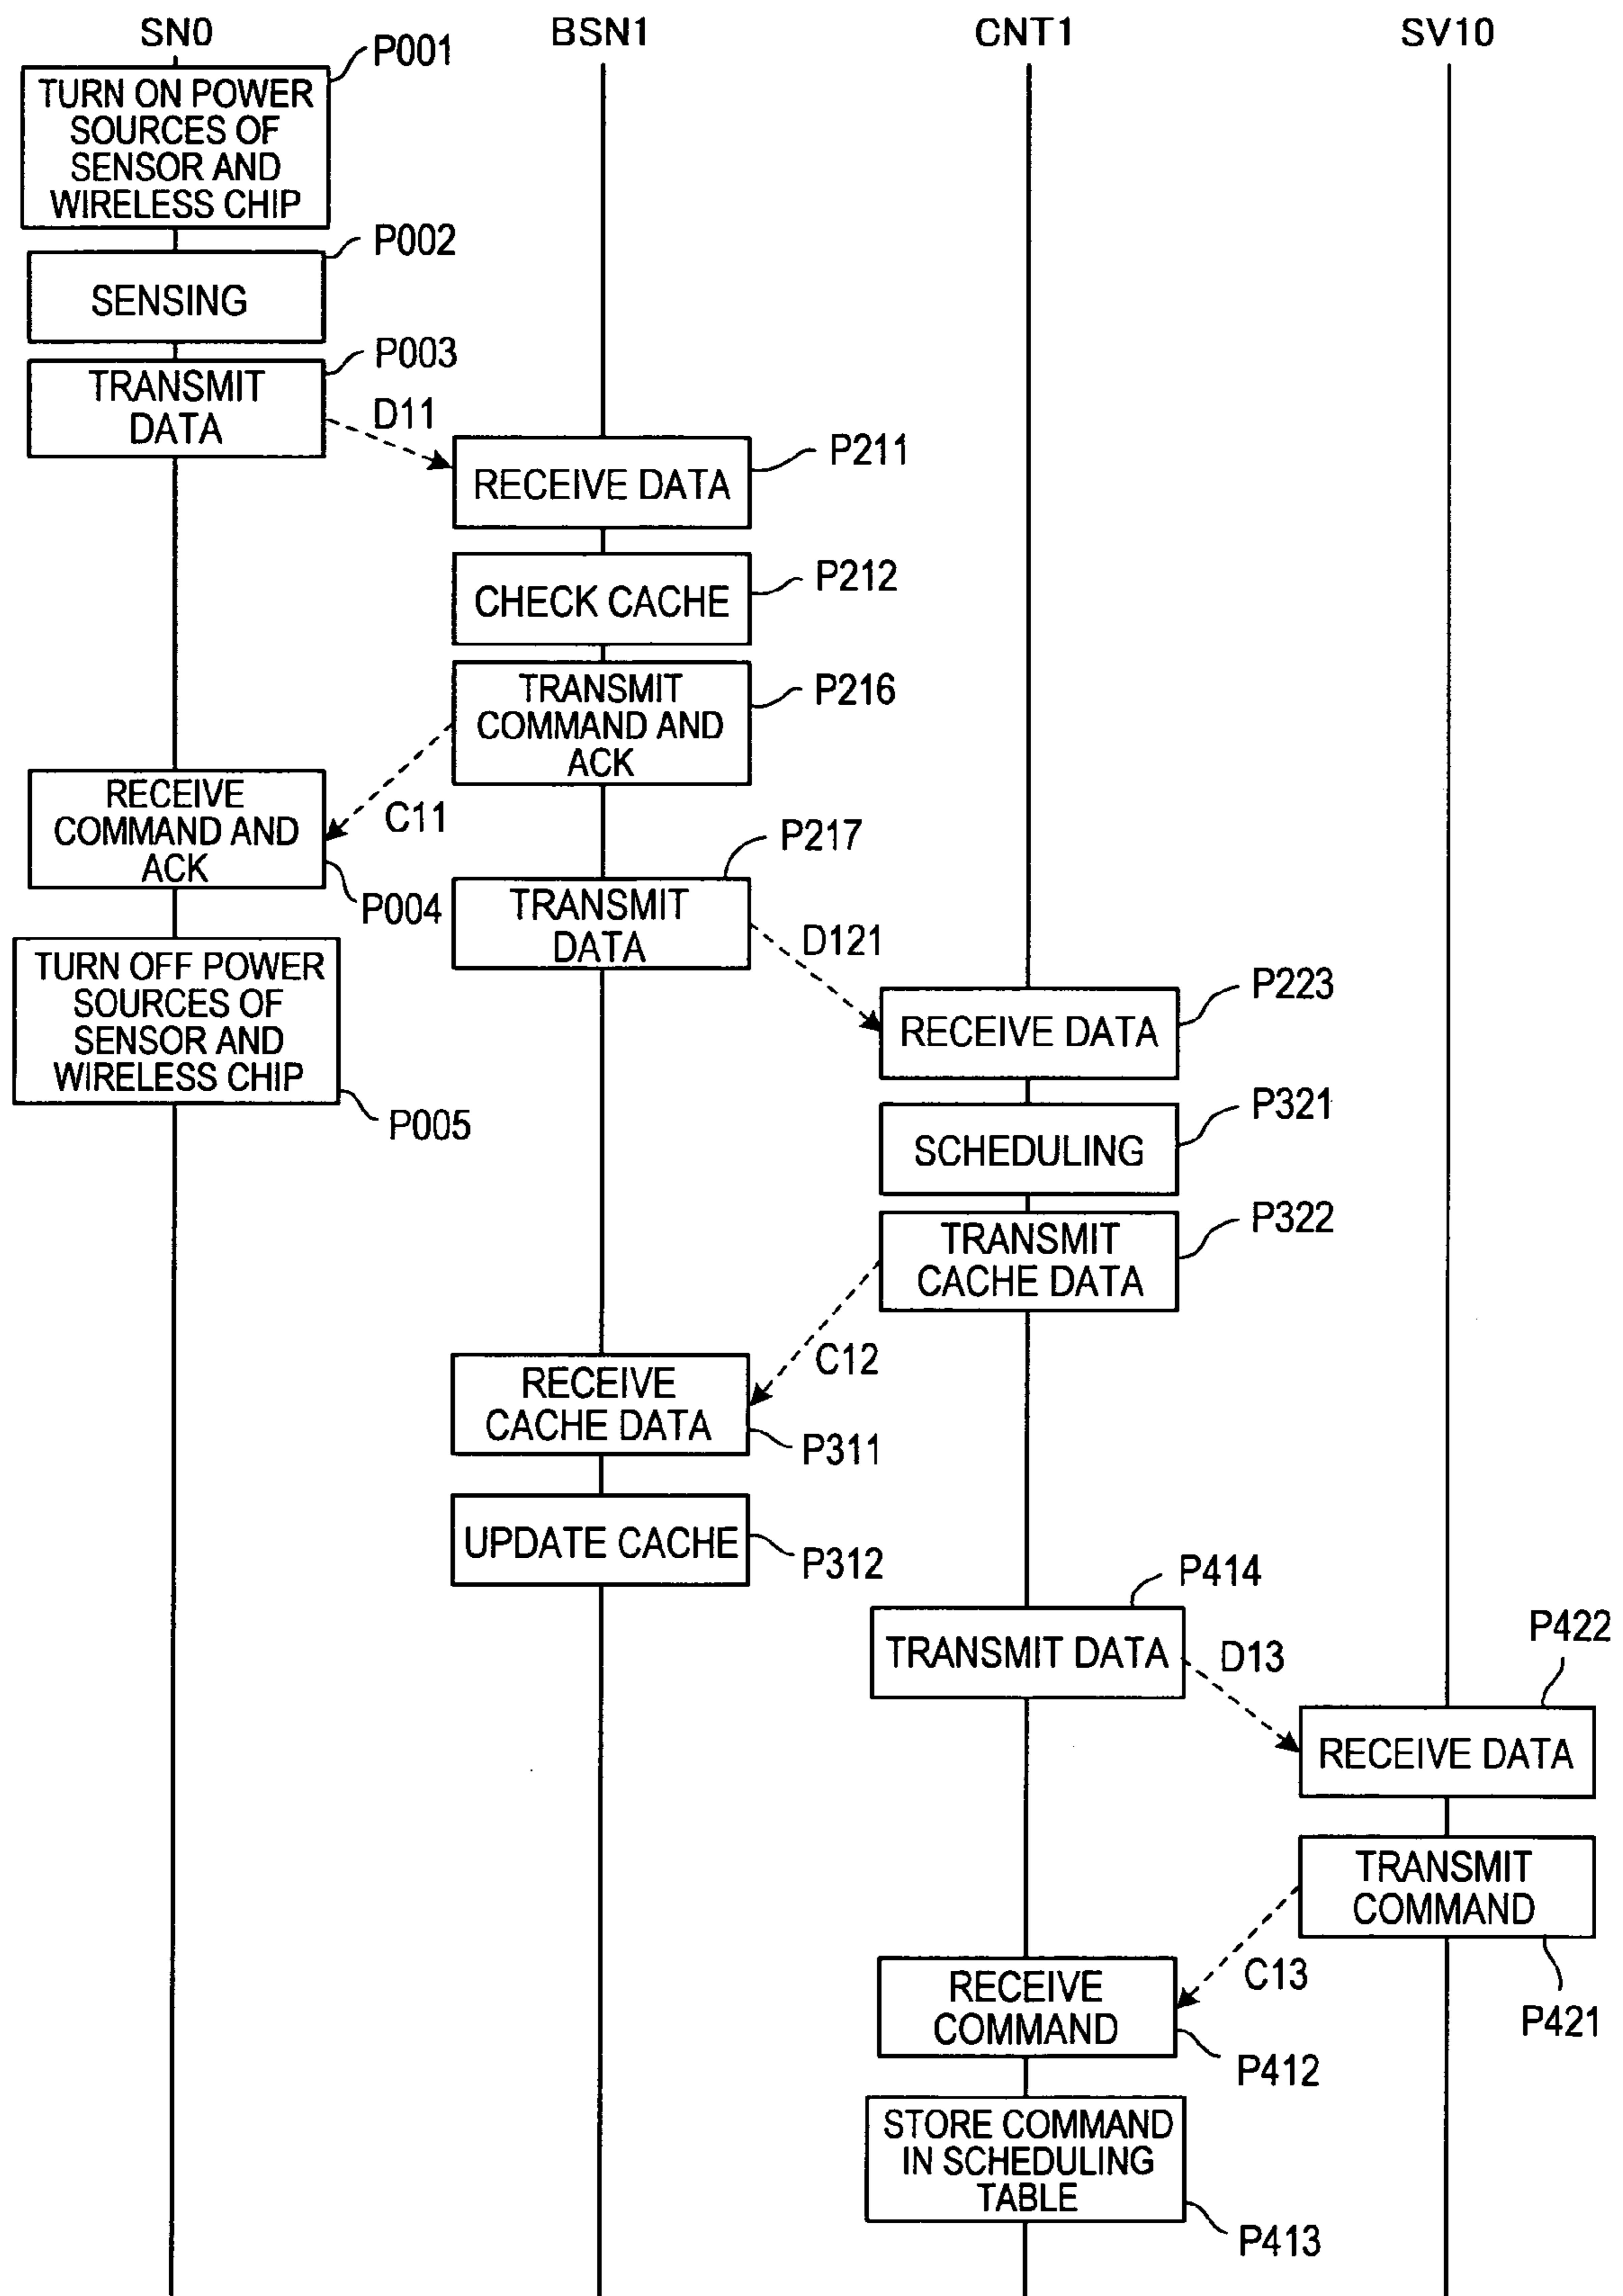 SN0
BSN1
CNT1
SV10
P001
TURN ON POWER
SOURCES OF
SENSOR AND
WIRELESS CHIP
P002
SENSING
P003
TRANSMIT
DATA
D11
P211
RECEIVE DATA
P212
CHECK CACHE
P216
TRANSMIT
COMMAND AND
ACK
C11
RECEIVE
COMMAND AND
ACK
P004
P217
TRANSMIT
DATA
D121
TURN OFF POWER
SOURCES OF
SENSOR AND
WIRELESS CHIP
P005
P223
RECEIVE DATA
P321
SCHEDULING
P322
TRANSMIT
CACHE DATA
C12
RECEIVE
CACHE DATA
P311
UPDATE CACHE
P312
P414
TRANSMIT DATA
D13
P422
RECEIVE DATA
TRANSMIT
COMMAND
P421
C13
RECEIVE
COMMAND
P412
STORE COMMAND
IN SCHEDULING
TABLE
P413